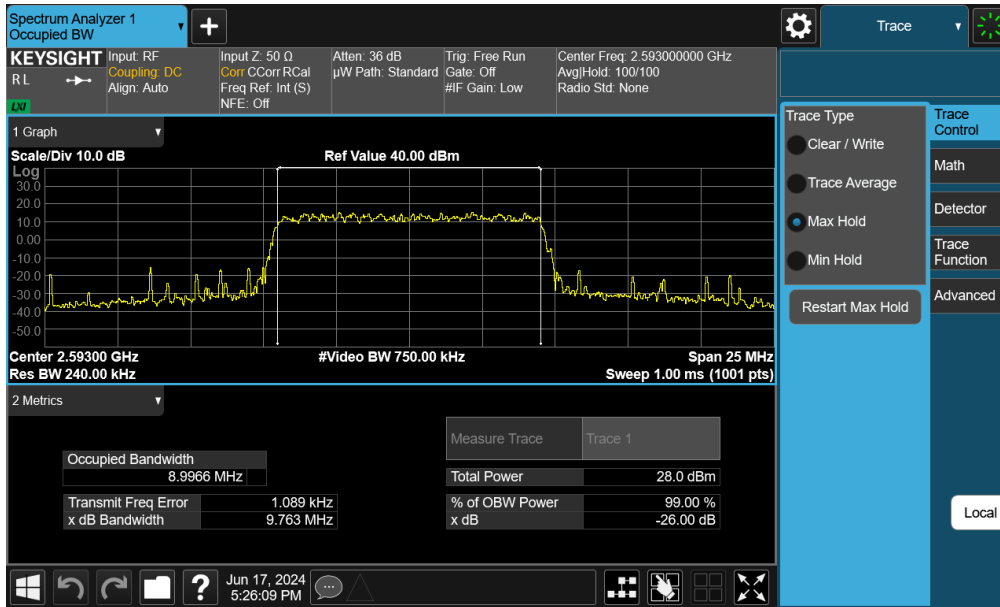 Spectrum Analyzer 1
Occupied BW
Trace
KEYSIGHT
R L
LXI
Input: RF
Coupling: DC
Align: Auto
Input Z: 50 Ω
Corr CCorr RCal
Freq Ref: Int (S)
NFE: Off
Atten: 36 dB
µW Path: Standard
Trig: Free Run
Gate: Off
#IF Gain: Low
Center Freq: 2.593000000 GHz
Avg|Hold: 100/100
Radio Std: None
1 Graph
Scale/Div 10.0 dB
Ref Value 40.00 dBm
Log
30.0
20.0
10.0
0.00
-10.0
-20.0
-30.0
-40.0
-50.0
Center 2.59300 GHz
#Video BW 750.00 kHz
Span 25 MHz
Res BW 240.00 kHz
Sweep 1.00 ms (1001 pts)
2 Metrics
Measure Trace
Trace 1
Occupied Bandwidth
8.9966 MHz
Total Power
28.0 dBm
Transmit Freq Error
1.089 kHz
% of OBW Power
99.00 %
x dB Bandwidth
9.763 MHz
x dB
-26.00 dB
Trace Type
Clear / Write
Trace Average
Max Hold
Min Hold
Restart Max Hold
Trace
Control
Math
Detector
Trace
Function
Advanced
Local
?
Jun 17, 2024
5:26:09 PM